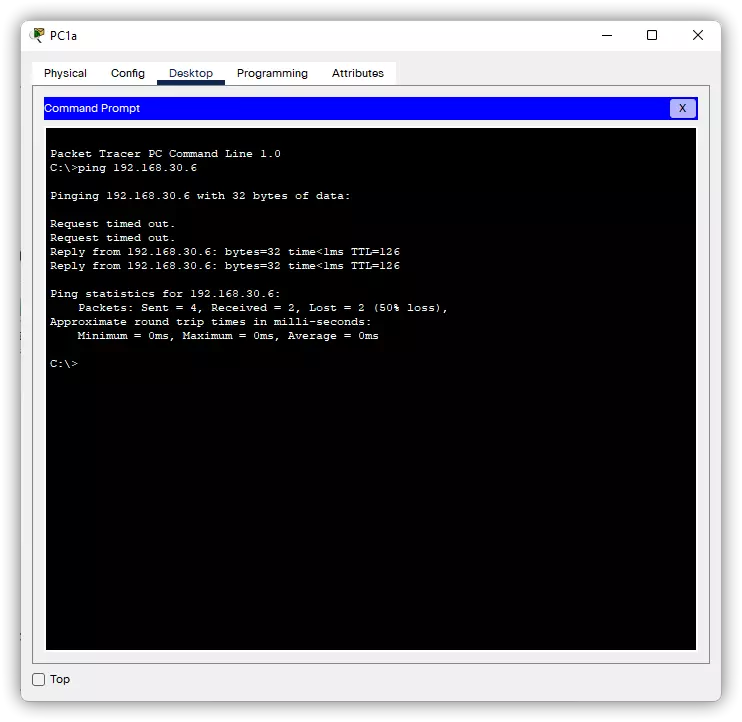 PC1a
Physical Config Desktop Programming Attributes
Command Prompt X
Packet Tracer PC Command Line 1.0
C:\>ping 192.168.30.6
Pinging 192.168.30.6 with 32 bytes of data:
Request timed out.
Request timed out.
Reply from 192.168.30.6: bytes=32 time<1ms TTL=126
Reply from 192.168.30.6: bytes=32 time<1ms TTL=126
Ping statistics for 192.168.30.6:
    Packets: Sent = 4, Received = 2, Lost = 2 (50% loss),
Approximate round trip times in milli-seconds:
    Minimum = 0ms, Maximum = 0ms, Average = 0ms
C:\>
Top